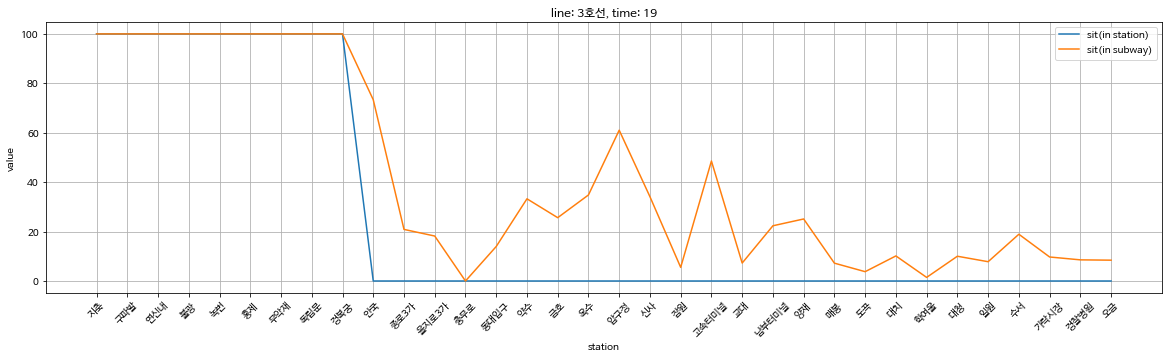 line: 3호선, time: 19
sit(in station)
sit(in subway)
value
100
80
60
40
20
0
지축
구파발
연신내
불광
녹번
홍제
무악재
독립문
경복궁
안국
종로3가
을지로3가
충무로
동대입구
약수
금호
옥수
압구정
신사
잠원
고속터미널
교대
남부터미널
양재
매봉
도곡
대치
학여울
대청
일원
수서
가락시장
경찰병원
오금
station